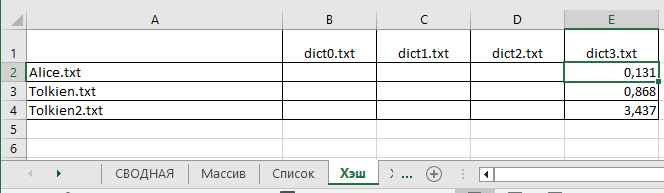 A B C D E
1 dict0.txt dict1.txt dict2.txt dict3.txt
2 Alice.txt 0,131
3 Tolkien.txt 0,868
4 Tolkien2.txt 3,437
5
6
СВОДНАЯ Массив Список Хэш ...